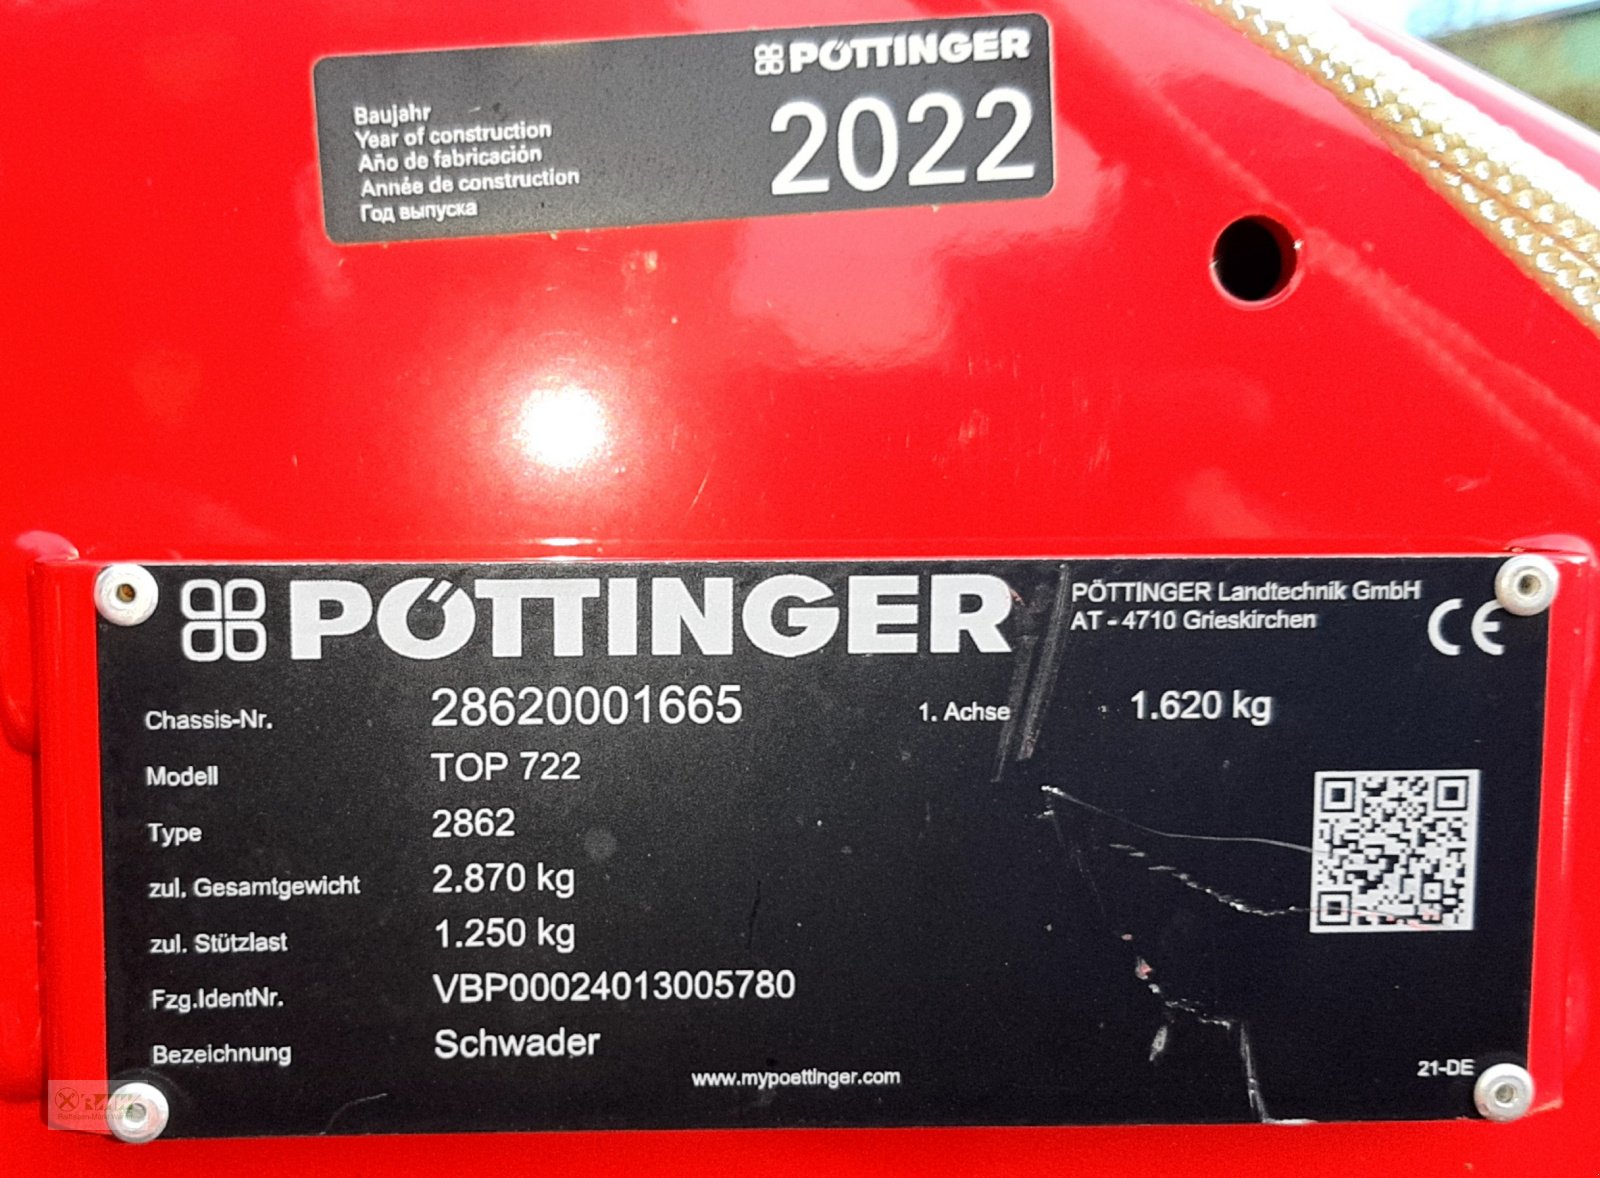 PÖTTINGER
2022
Baujahr
Year of construction
Año de fabricación
Année de construction
Год выпуска
PÖTTINGER
PÖTTINGER Landtechnik GmbH
AT - 4710 Grieskirchen
CE
Chassis-Nr. 28620001665 1. Achse 1.620 kg
Modell TOP 722
Type 2862
zul. Gesamtgewicht 2.870 kg
zul. Stützlast 1.250 kg
Fzg.IdentNr. VBP00024013005780
Bezeichnung Schwader
www.mypoettinger.com
21-DE